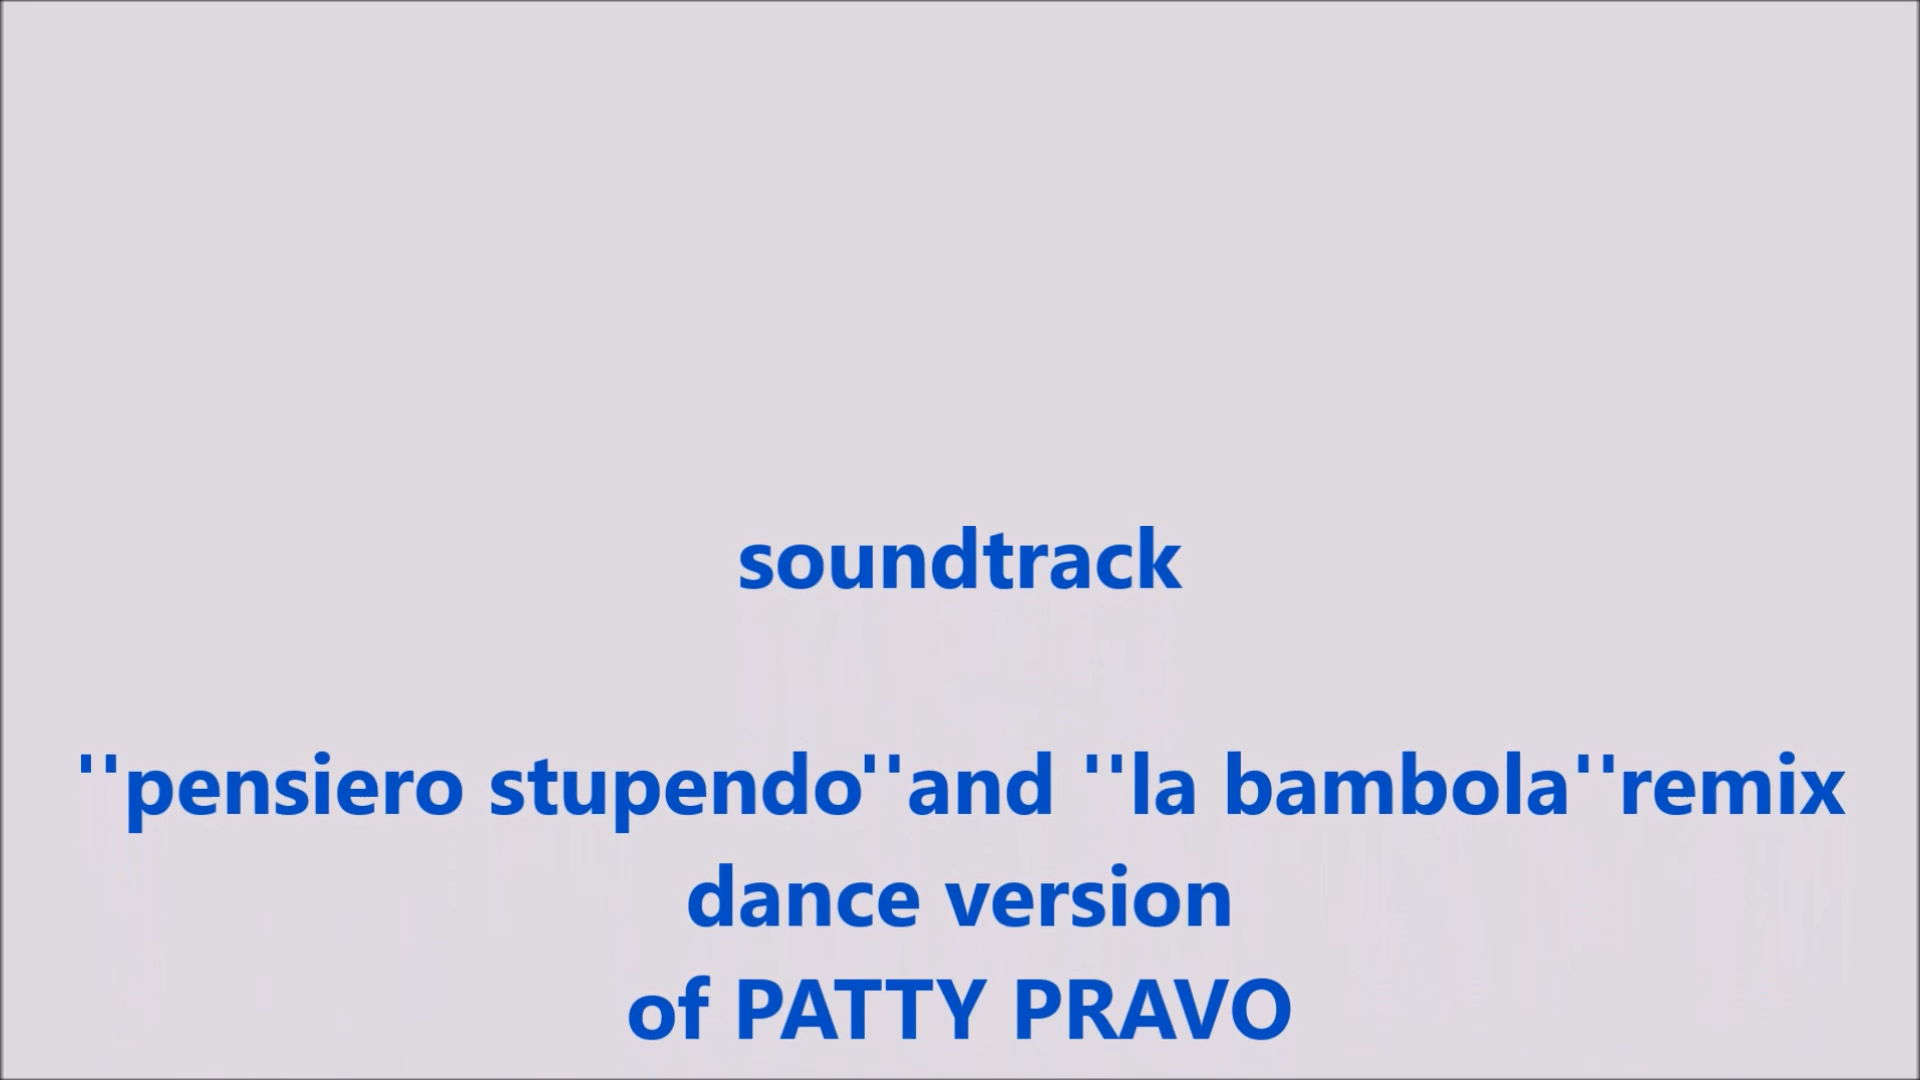 soundtrack
''pensiero stupendo''and ''la bambola''remix
dance version
of PATTY PRAVO